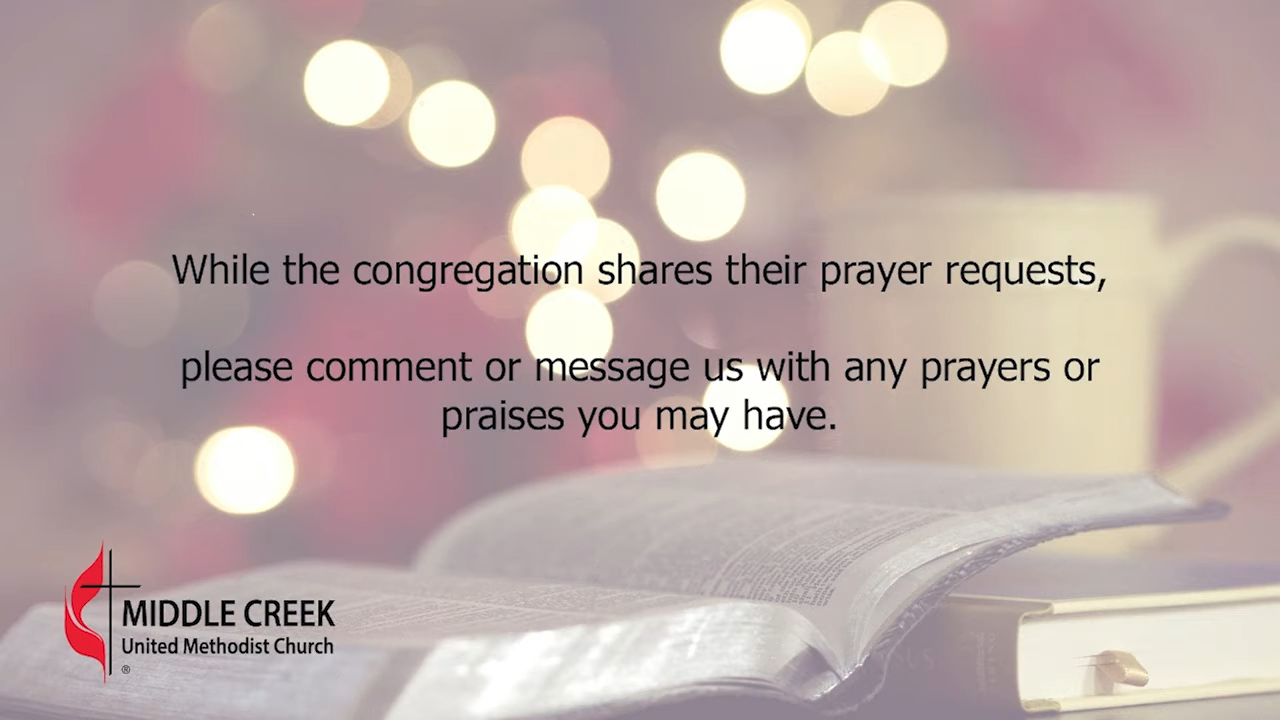 While the congregation shares their prayer requests,
please comment or message us with any prayers or
praises you may have.
MIDDLE CREEK
United Methodist Church
®